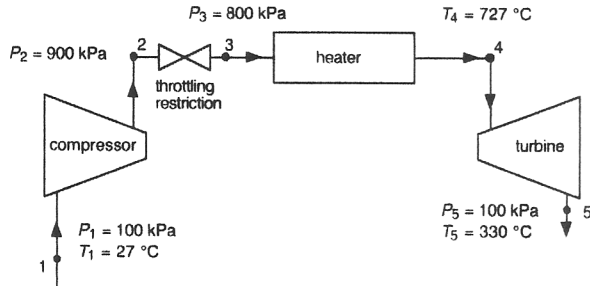 P₃ = 800 kPa
T₄ = 727 °C
P₂ = 900 kPa
2
3
4
heater
throttling
restriction
compressor
turbine
P₁ = 100 kPa
T₁ = 27 °C
1
P₅ = 100 kPa
T₅ = 330 °C
5